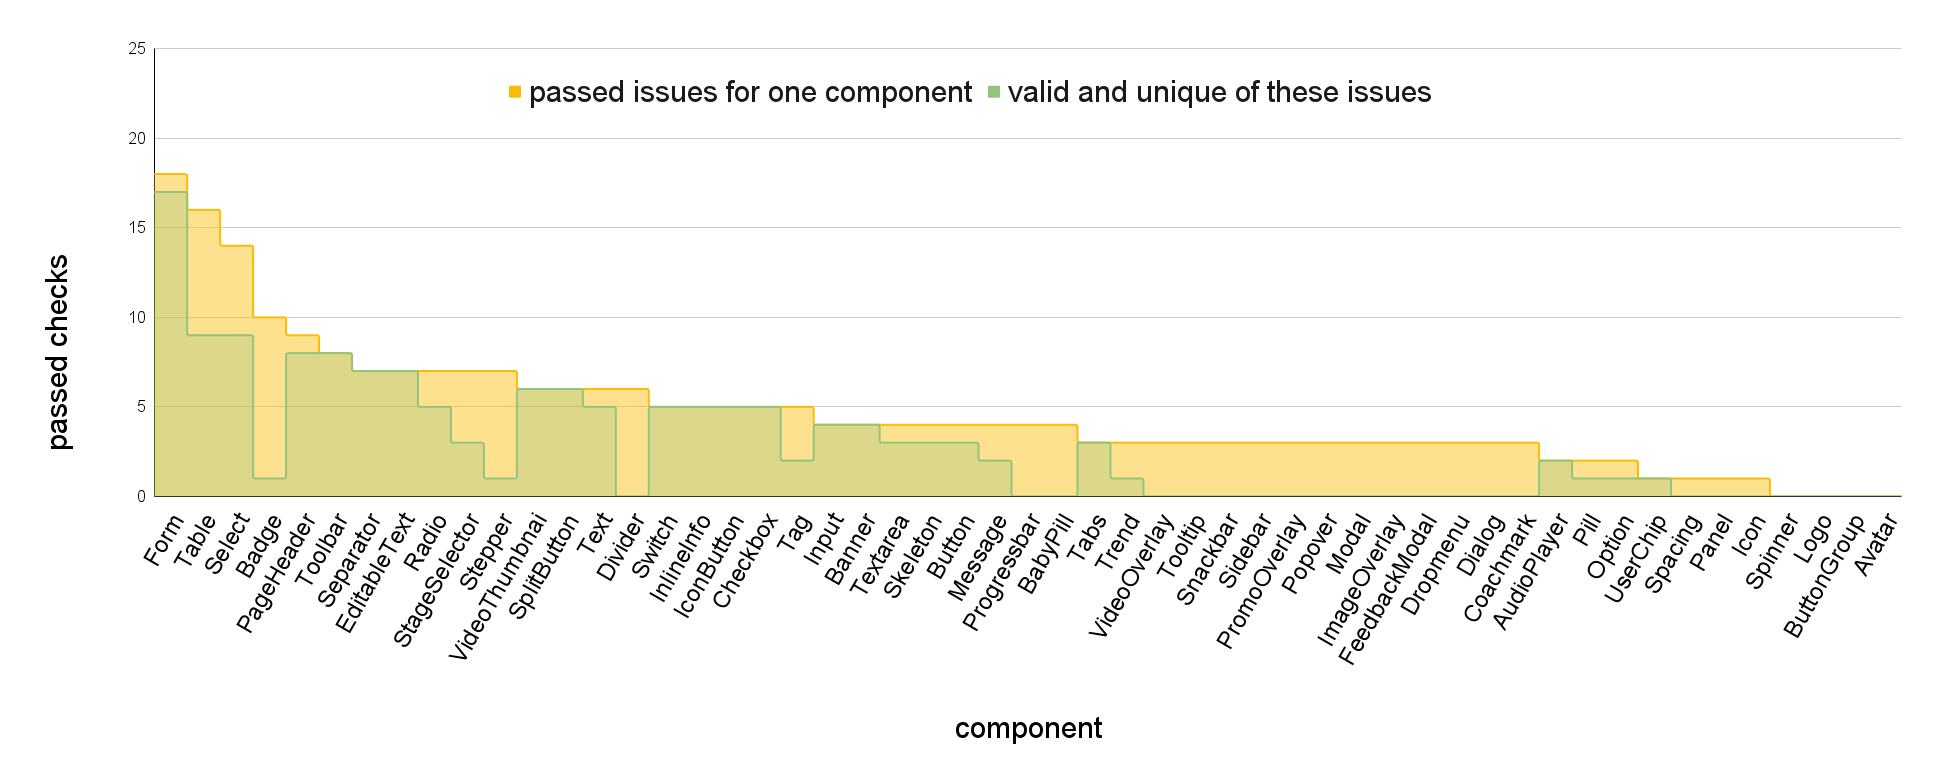 25
passed issues for one component valid and unique of these issues
20
15
10
5
0
passed checks
Form
Table
Select
Badge
PageHeader
Toolbar
Separator
EditableText
Radio
StageSelector
Stepper
VideoThumbnai
SplitButton
Text
Divider
Switch
InlineInfo
IconButton
Checkbox
Tag
Input
Banner
Textarea
Skeleton
Button
Message
Progressbar
BabyPill
Tabs
Trend
VideoOverlay
Tooltip
Snackbar
Sidebar
PromoOverlay
Popover
Modal
ImageOverlay
FeedbackModal
Dropmenu
Dialog
Coachmark
AudioPlayer
Pill
Option
UserChip
Spacing
Panel
Icon
Spinner
Logo
ButtonGroup
Avatar
component